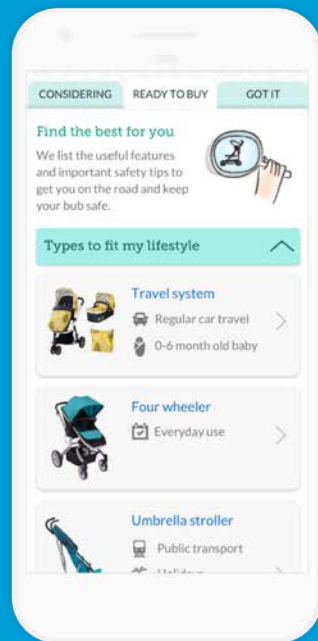 CONSIDERING READY TO BUY GOT IT
Find the best for you
We list the useful features
and important safety tips to
get you on the road and keep
your bub safe.
Types to fit my lifestyle
Travel system
Regular car travel
0-6 month old baby
Four wheeler
Everyday use
Umbrella stroller
Public transport
Holidays